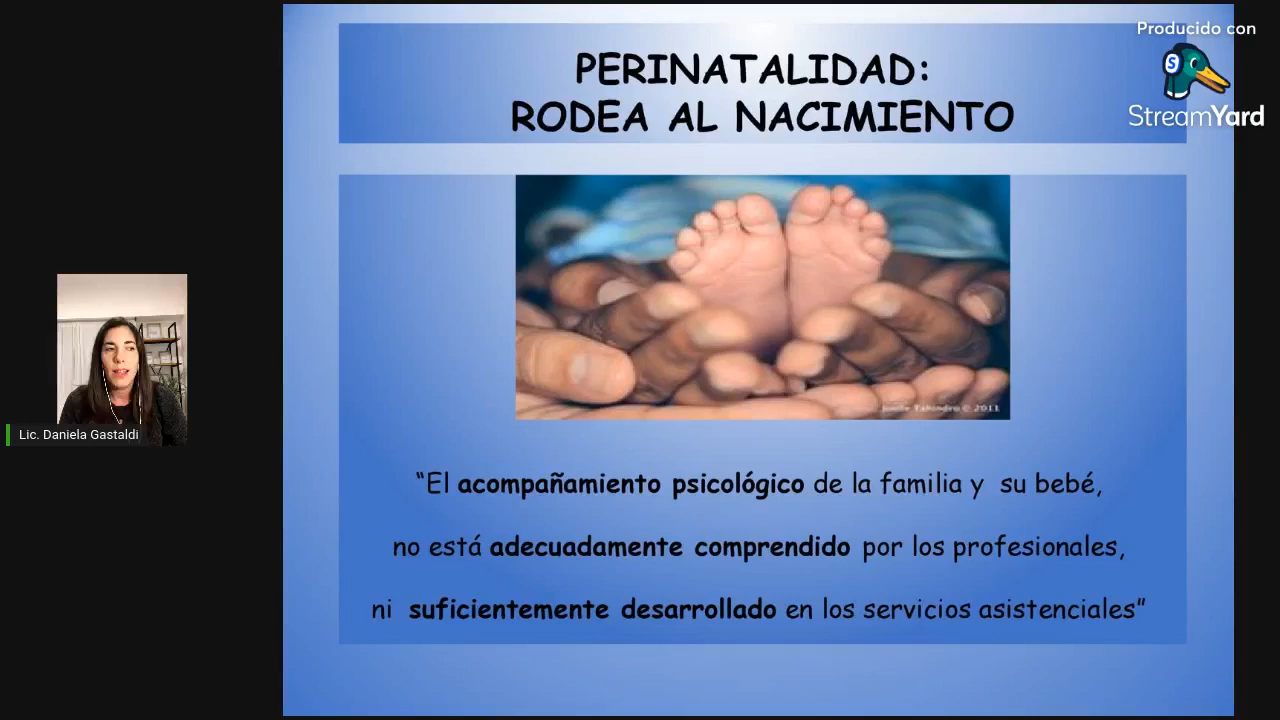 PERINATALIDAD:
RODEA AL NACIMIENTO
Producido con
S
StreamYard
Lic. Daniela Gastaldi
“El acompañamiento psicológico de la familia y su bebé,
no está adecuadamente comprendido por los profesionales,
ni suficientemente desarrollado en los servicios asistenciales”
© 2011